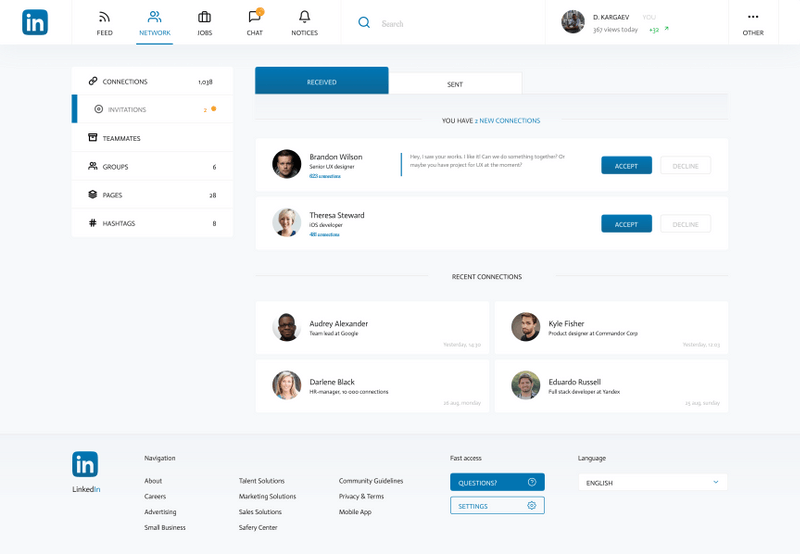 in
FEED
NETWORK
JOBS
CHAT
NOTICES
Search
D. KARGAEV YOU
367 views today +32
OTHER
CONNECTIONS 1,038
INVITATIONS 2
TEAMMATES
GROUPS 6
PAGES 28
HASHTAGS 8
RECEIVED
SENT
YOU HAVE 2 NEW CONNECTIONS
Brandon Wilson
Senior UX designer
connections
Hey, I saw your works, I like it! Can we do something together? Or
maybe you have project for UX at the moment?
ACCEPT
DECLINE
Theresa Steward
iOS developer
connections
ACCEPT
DECLINE
RECENT CONNECTIONS
Audrey Alexander
Team lead at Google
Yesterday, 14:30
Kyle Fisher
Product designer at Commandor Corp
Yesterday, 12:03
Darlene Black
HR-manager, 10 000 connections
26 aug, monday
Eduardo Russell
Full stack developer at Yandex
25 aug, sunday
in
LinkedIn
Navigation
About
Careers
Advertising
Small Business
Talent Solutions
Marketing Solutions
Sales Solutions
Safery Center
Community Guidelines
Privacy & Terms
Mobile App
Fast access
QUESTIONS?
SETTINGS
Language
ENGLISH